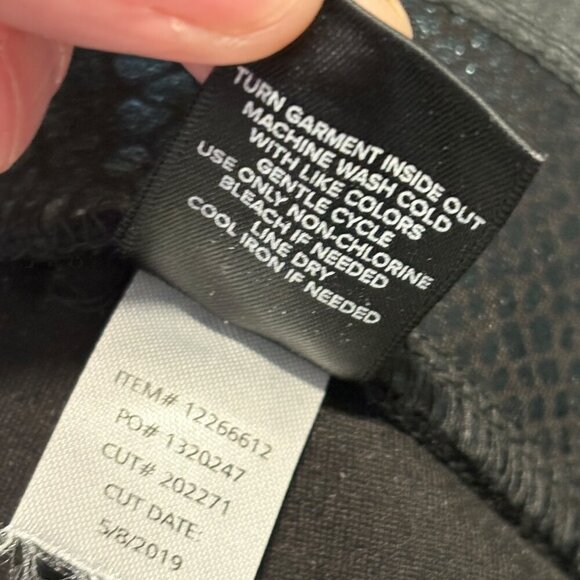 TURN GARMENT INSIDE OUT
MACHINE WASH COLD
WITH LIKE COLORS
GENTLE CYCLE
USE ONLY NON-CHLORINE
BLEACH IF NEEDED
LINE DRY
COOL IRON IF NEEDED
ITEM# 12266612
PO# 1320247
CUT# 202271
CUT DATE:
5/8/2019